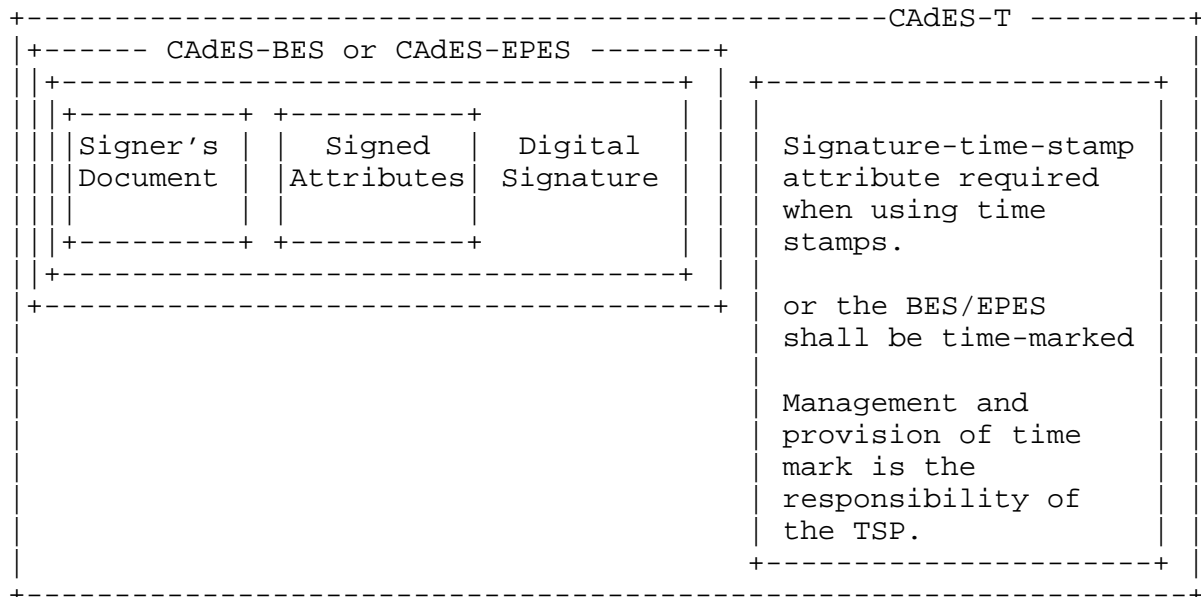 CAdES-T
CAdES-BES or CAdES-EPES
Signer's Signed Digital
Document Attributes Signature
Signature-time-stamp
attribute required
when using time
stamps.
or the BES/EPES
shall be time-marked
Management and
provision of time
mark is the
responsibility of
the TSP.